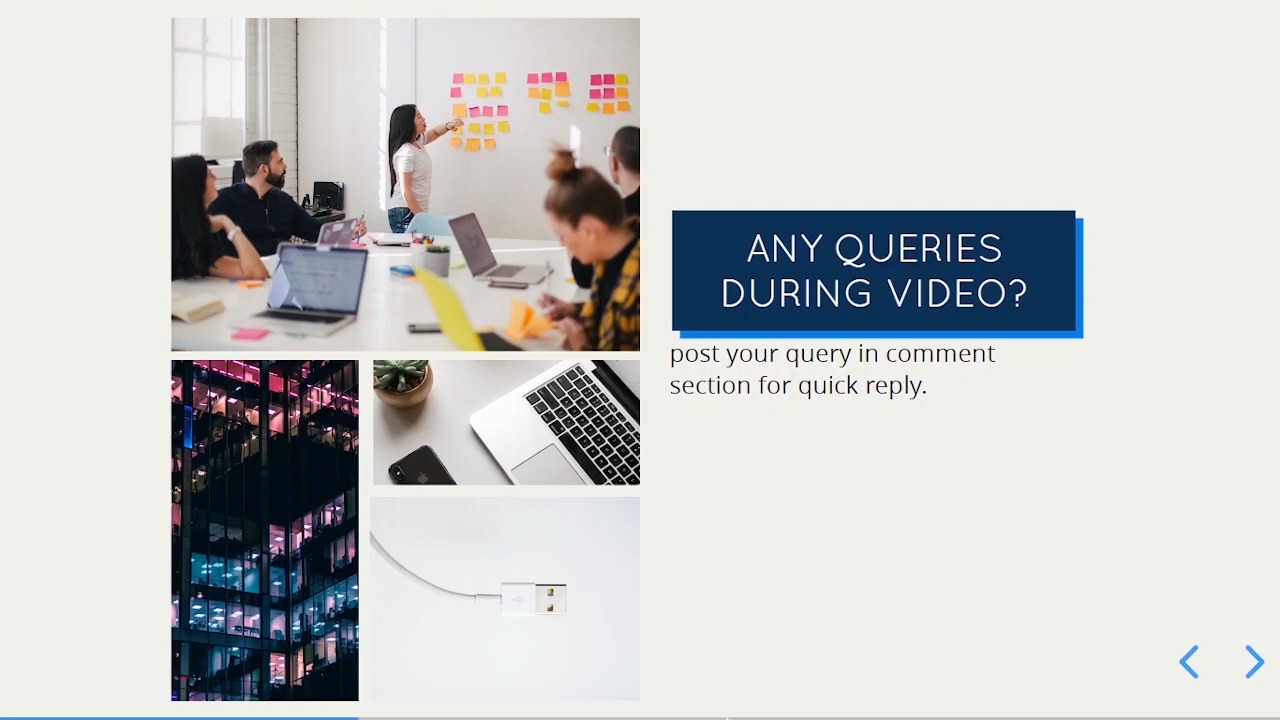 ANY QUERIES
DURING VIDEO?
post your query in comment
section for quick reply.